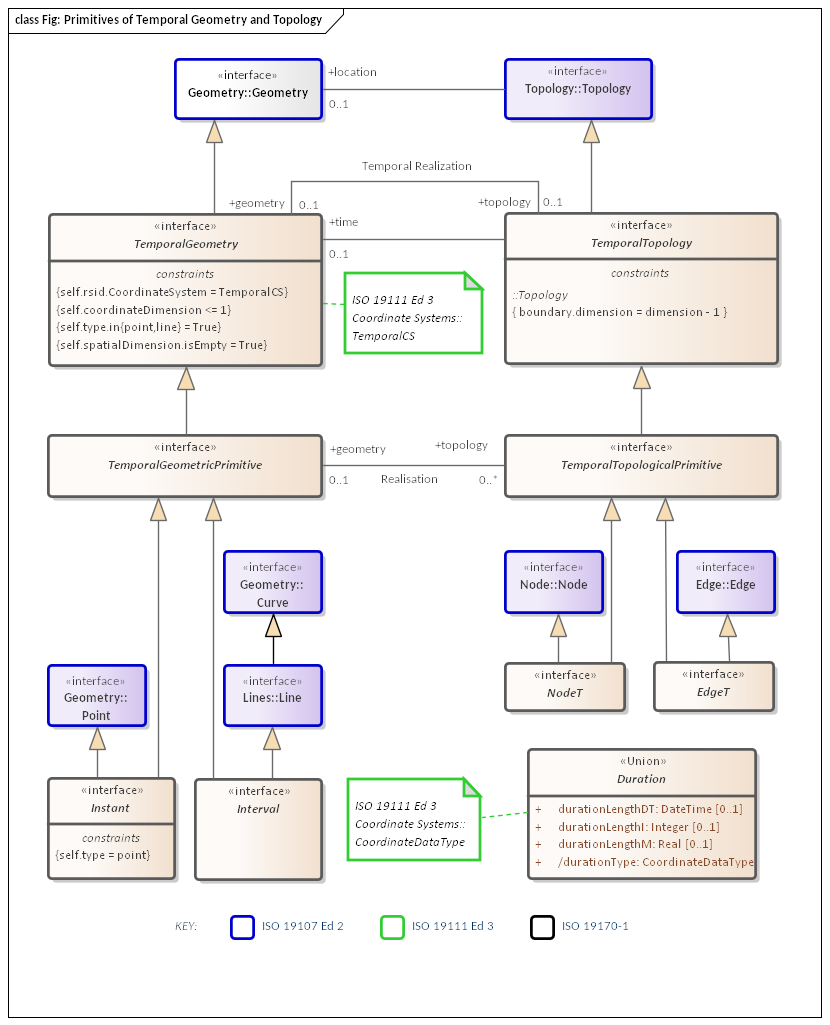 class Fig: Primitives of Temporal Geometry and Topology
«interface»
Geometry::Geometry
+location
0..1
«interface»
Topology::Topology
Temporal Realization
+geometry
0..1
+topology
0..1
«interface»
TemporalGeometry
constraints
{self.rsid.CoordinateSystem = TemporalCS}
{self.coordinateDimension <= 1}
{self.type.in{point,line} = True}
{self.spatialDimension.isEmpty = True}
+time
0..1
ISO 19111 Ed 3
Coordinate Systems::
TemporalCS
«interface»
TemporalTopology
constraints
::Topology
{ boundary.dimension = dimension - 1 }
«interface»
TemporalGeometricPrimitive
+geometry
0..1
Realisation
+topology
0..*
«interface»
TemporalTopologicalPrimitive
«interface»
Geometry::
Curve
«interface»
Node::Node
«interface»
Edge::Edge
«interface»
Geometry::
Point
«interface»
Lines::Line
«interface»
NodeT
«interface»
EdgeT
«interface»
Instant
constraints
{self.type = point}
«interface»
Interval
ISO 19111 Ed 3
Coordinate Systems::
CoordinateDataType
«Union»
Duration
+ durationLengthDT: DateTime [0..1]
+ durationLengthI: Integer [0..1]
+ durationLengthM: Real [0..1]
+ /durationType: CoordinateDataType
KEY:
ISO 19107 Ed 2
ISO 19111 Ed 3
ISO 19170-1